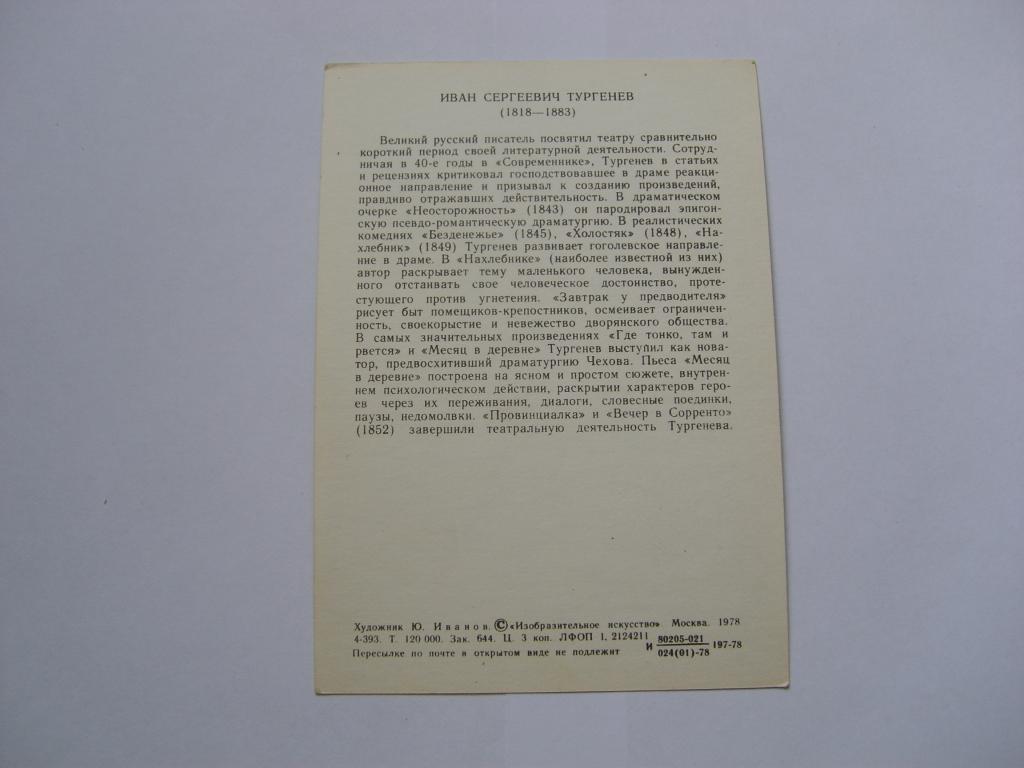 ИВАН СЕРГЕЕВИЧ ТУРГЕНЕВ
(1818—1883)
Великий русский писатель посвятил театру сравнительно
короткий период своей литературной деятельности. Сотруд-
ничая в 40-е годы в «Современнике», Тургенев в статьях
и рецензиях критиковал господствовавшее в драме реакци-
онное направление и призывал к созданию произведений,
правдиво отражавших действительность. В драматическом
очерке «Неосторожность» (1843) он пародировал эпигон-
скую псевдо-романтическую драматургию. В реалистических
комедиях «Безденежье» (1845), «Холостяк» (1848), «На-
хлебник» (1849) Тургенев развивает гоголевское направле-
ние в драме. В «Нахлебнике» (наиболее известной из них)
автор раскрывает тему маленького человека, вынужден-
ного отстаивать свое человеческое достоинство, проте-
стующего против угнетения. «Завтрак у предводителя»
рисует быт помещиков-крепостников, осмеивает ограничен-
ность, своекорыстие и невежество дворянского общества.
В самых значительных произведениях «Где тонко, там и
рвется» и «Месяц в деревне» Тургенев выступил как нова-
тор, предвосхитивший драматургию Чехова. Пьеса «Месяц
в деревне» построена на ясном и простом сюжете, внутрен-
нем психологическом действии, раскрытии характеров геро-
ев через их переживания, диалоги, словесные поединки,
паузы, недомолвки. «Провинциалка» и «Вечер в Сорренто»
(1852) завершили театральную деятельность Тургенева.
Художник Ю. Иванов. © «Изобразительное искусство» Москва. 1978
4-393. Т. 120 000. Зак. 644. Ц. 3 коп. ЛФОП 1, 2124211
Пересылке по почте в открытом виде не подлежит
И 80205-021 197-78
024(01)-78